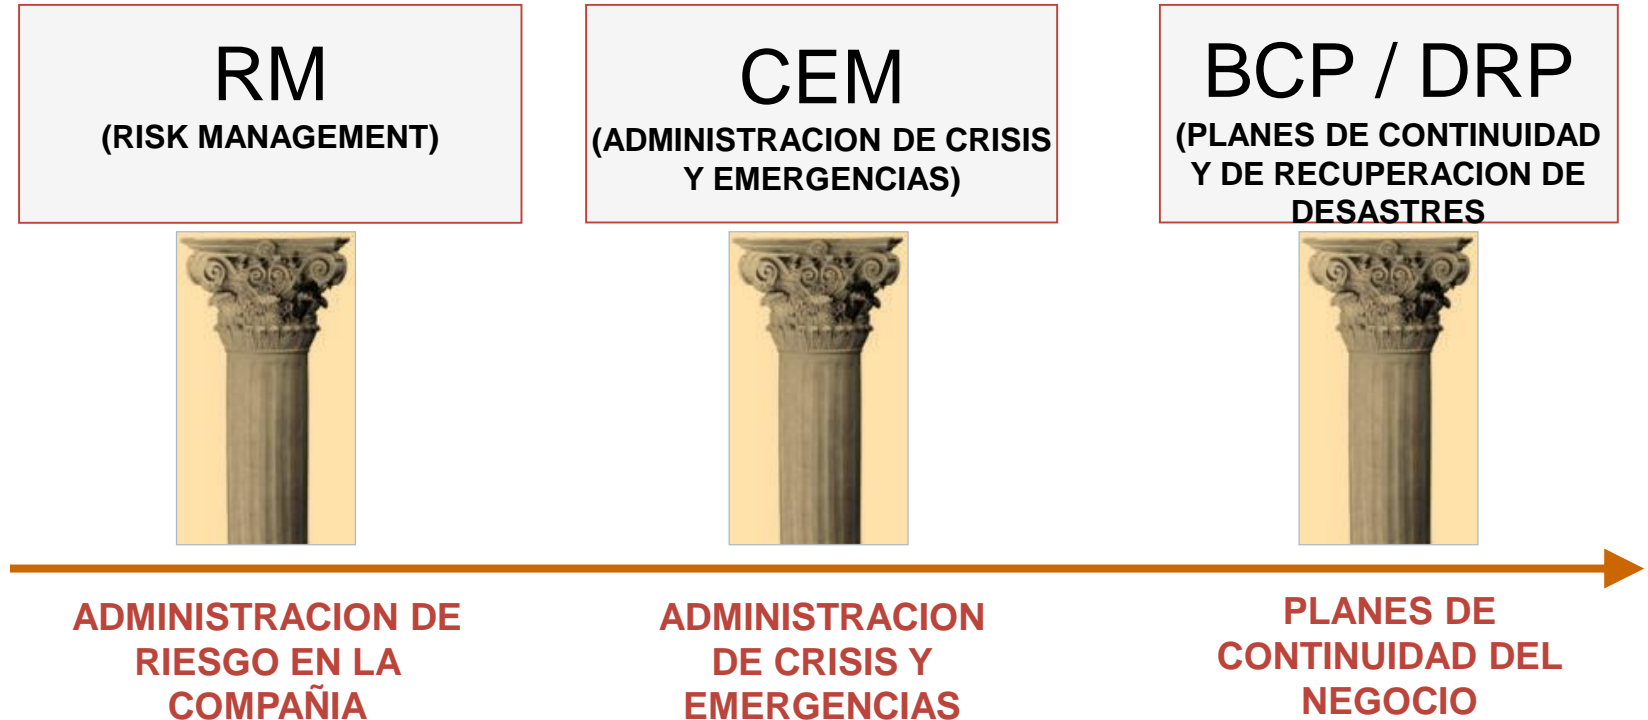 RM
(RISK MANAGEMENT)
CEM
(ADMINISTRACION DE CRISIS
Y EMERGENCIAS)
BCP / DRP
(PLANES DE CONTINUIDAD
Y DE RECUPERACION DE
DESASTRES
ADMINISTRACION DE
RIESGO EN LA
COMPAÑIA
ADMINISTRACION
DE CRISIS Y
EMERGENCIAS
PLANES DE
CONTINUIDAD DEL
NEGOCIO